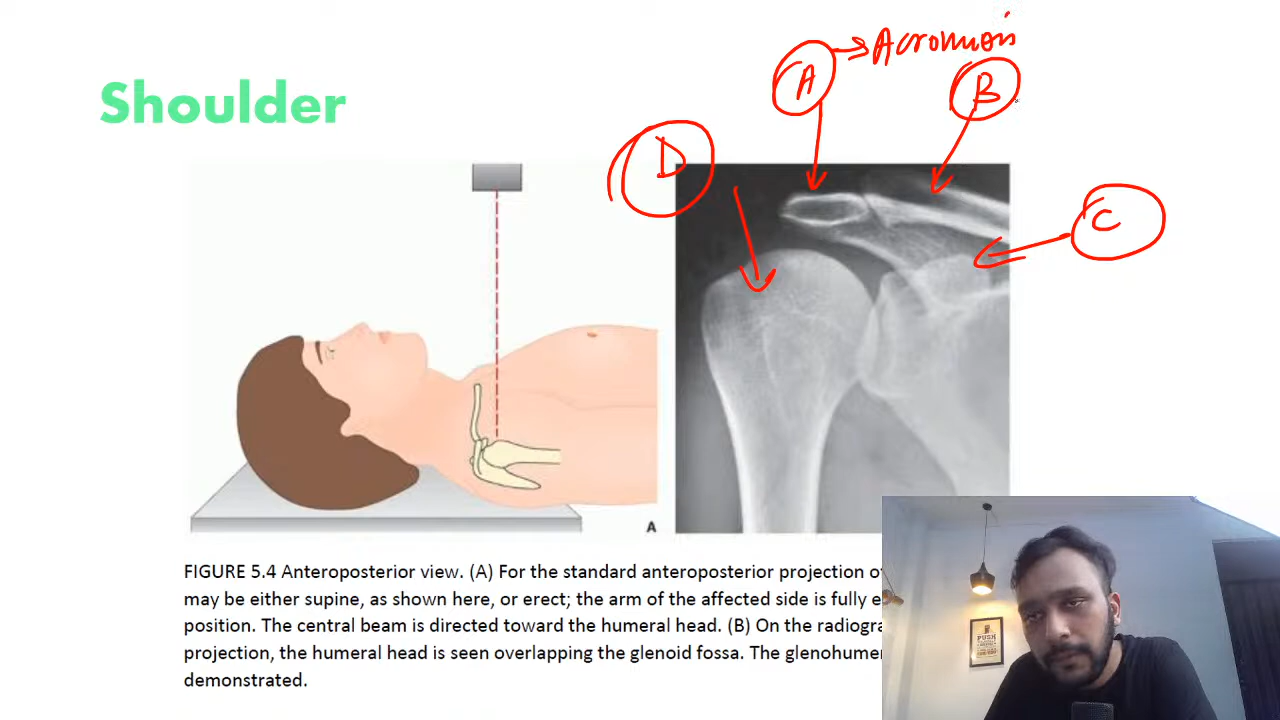 Shoulder
A
Acromion
B
D
C
A
FIGURE 5.4 Anteroposterior view. (A) For the standard anteroposterior projection o
may be either supine, as shown here, or erect; the arm of the affected side is fully e
position. The central beam is directed toward the humeral head. (B) On the radiogra
projection, the humeral head is seen overlapping the glenoid fossa. The glenohumer
demonstrated.
PUSH